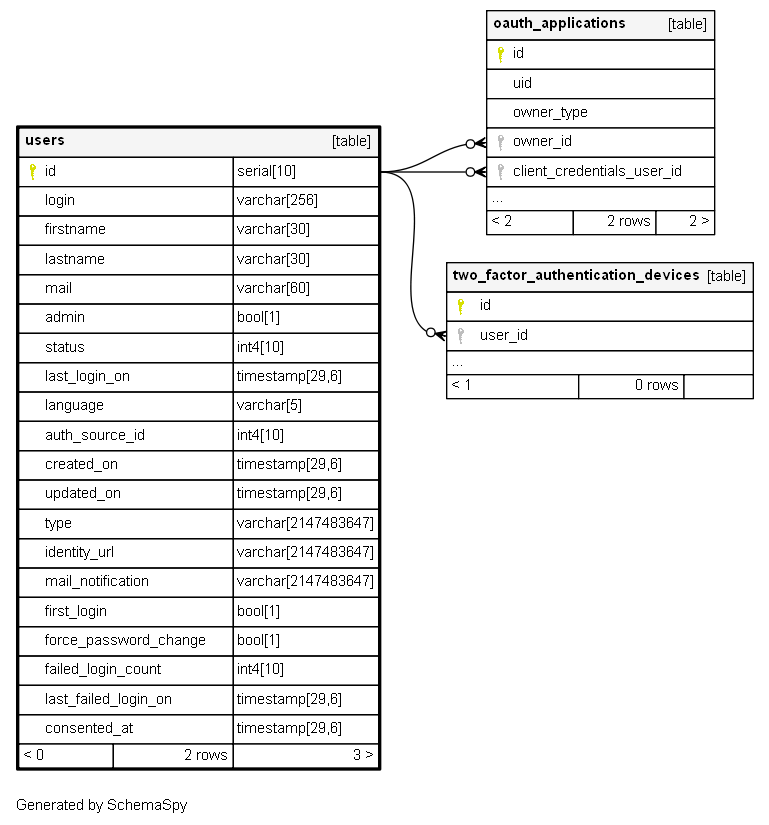 oauth_applications [table]
id
uid
owner_type
owner_id
client_credentials_user_id
...
< 2 2 rows 2 >
users [table]
id serial[10]
login varchar[256]
firstname varchar[30]
lastname varchar[30]
mail varchar[60]
admin bool[1]
status int4[10]
last_login_on timestamp[29,6]
language varchar[5]
auth_source_id int4[10]
created_on timestamp[29,6]
updated_on timestamp[29,6]
type varchar[2147483647]
identity_url varchar[2147483647]
mail_notification varchar[2147483647]
first_login bool[1]
force_password_change bool[1]
failed_login_count int4[10]
last_failed_login_on timestamp[29,6]
consented_at timestamp[29,6]
< 0 2 rows 3 >
two_factor_authentication_devices [table]
id
user_id
...
< 1 0 rows
Generated by SchemaSpy